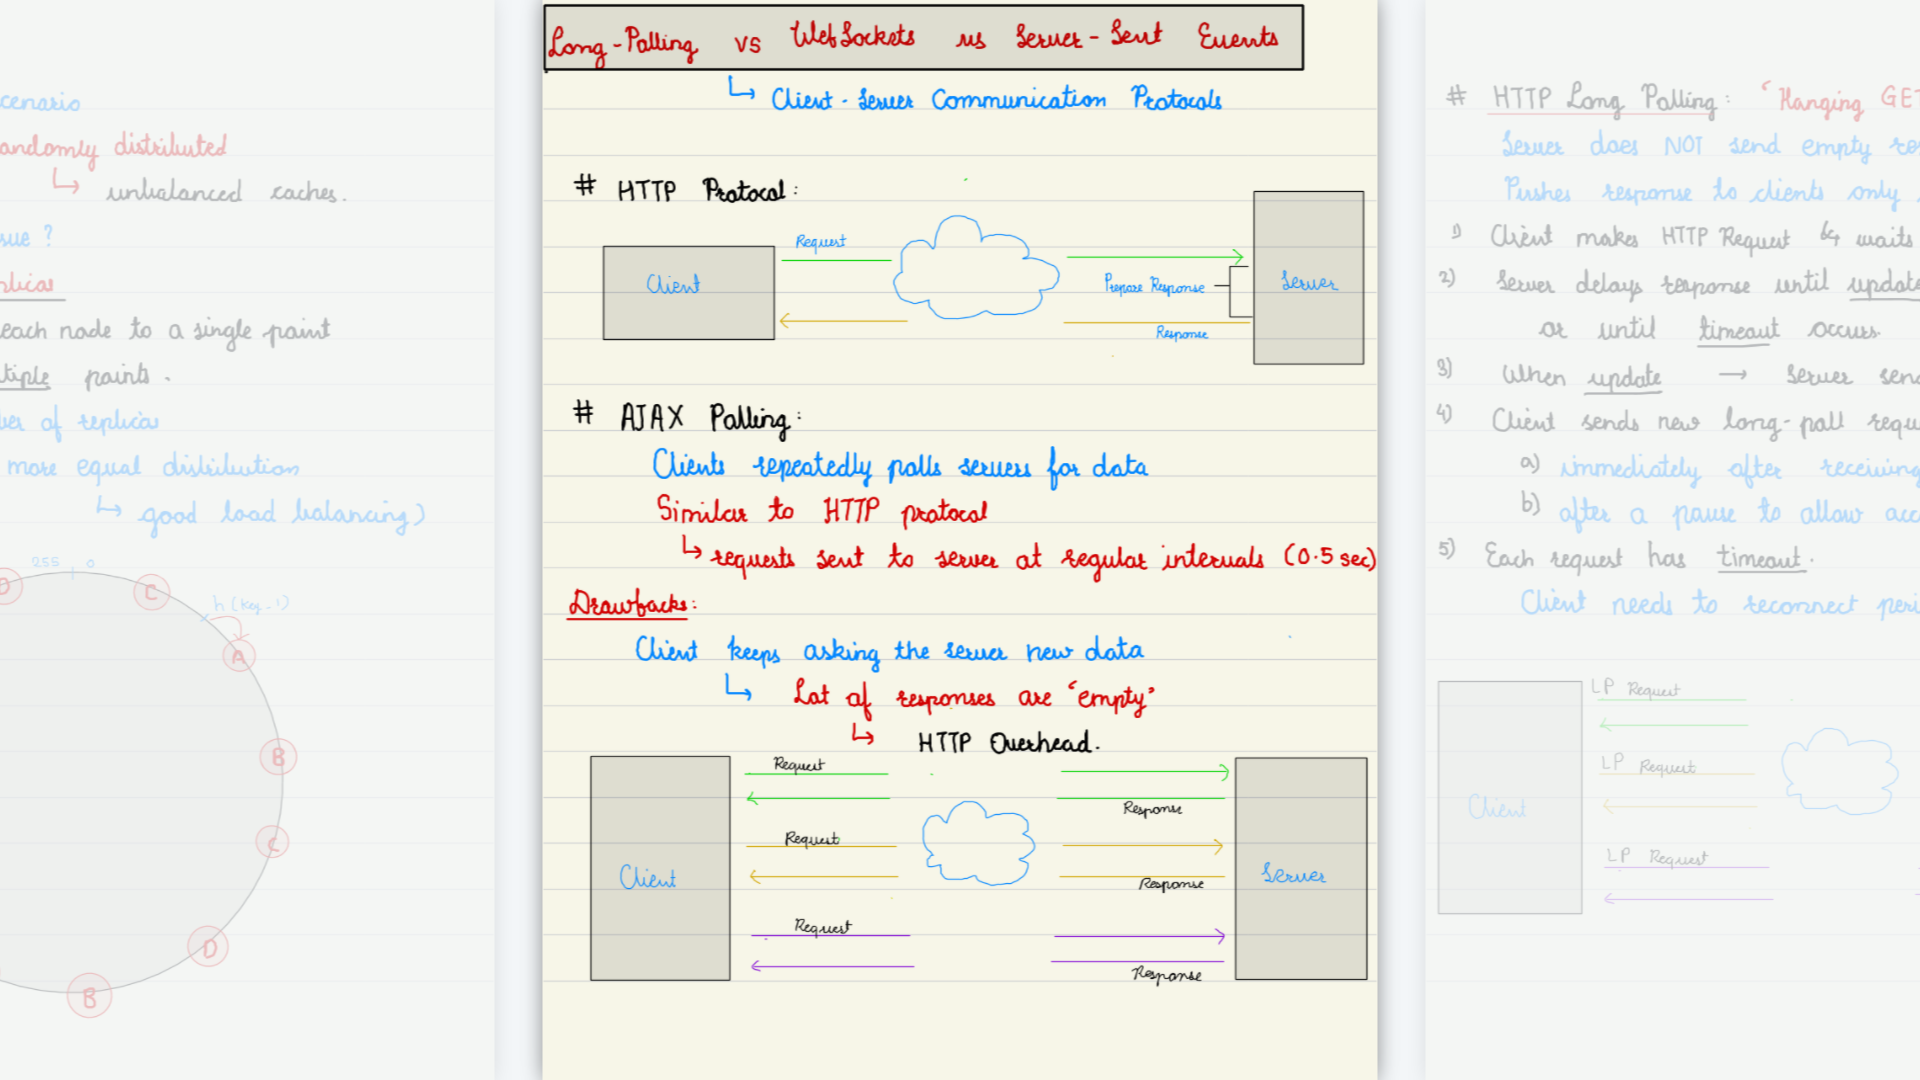 cenario
andomly distributed
↳ unbalanced caches.
sue ?
plicas
each node to a single point
tiple points.
ber of replicas
more equal distribution
↳ good load balancing)
255 0
D
C
h(key-1)
A
B
C
D
B
Long-Polling vs WebSockets vs Server-Sent Events
↳ Client-Server Communication Protocols
# HTTP Protocol:
Request
Client
Prepare Response
Server
Response
# AJAX Polling:
Clients repeatedly polls servers for data
Similar to HTTP protocol
↳ requests sent to server at regular intervals (0.5 sec)
Drawbacks:
Client keeps asking the server new data
↳ Lot of responses are 'empty'
↳ HTTP Overhead.
Request
Response
Request
Client
Server
Response
Request
Response
# HTTP Long Polling: 'Hanging GET
Server does NOT send empty
Pushes response to clients only
1) Client makes HTTP Request & waits
2) Server delays response until update
or until timeout occurs.
3) When update → Server sen
4) Client sends new long-poll requ
a) immediately after receiving
b) after a pause to allow acc
5) Each request has timeout.
Client needs to reconnect peri
LP Request
LP Request
Client
LP Request